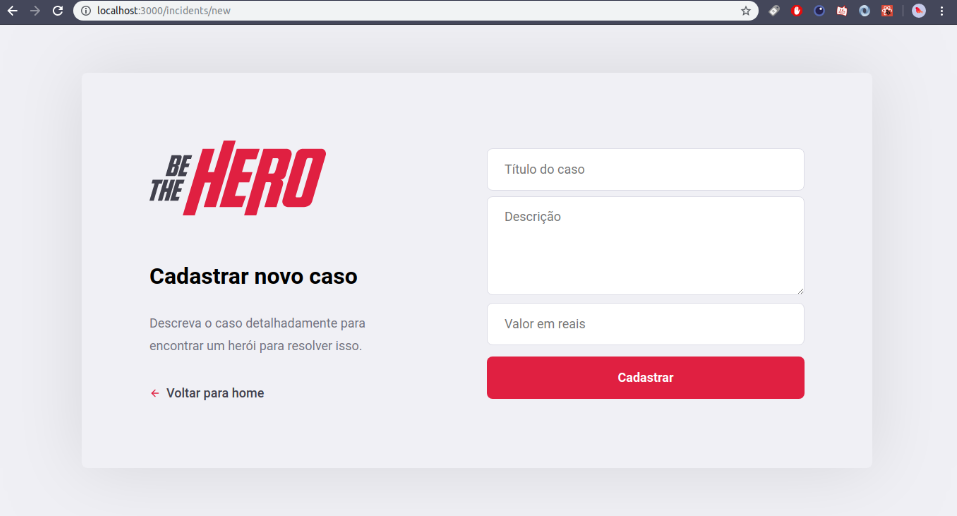 localhost:3000/incidents/new
BE
THE HERO
Cadastrar novo caso
Descreva o caso detalhadamente para
encontrar um herói para resolver isso.
Voltar para home
Título do caso
Descrição
Valor em reais
Cadastrar